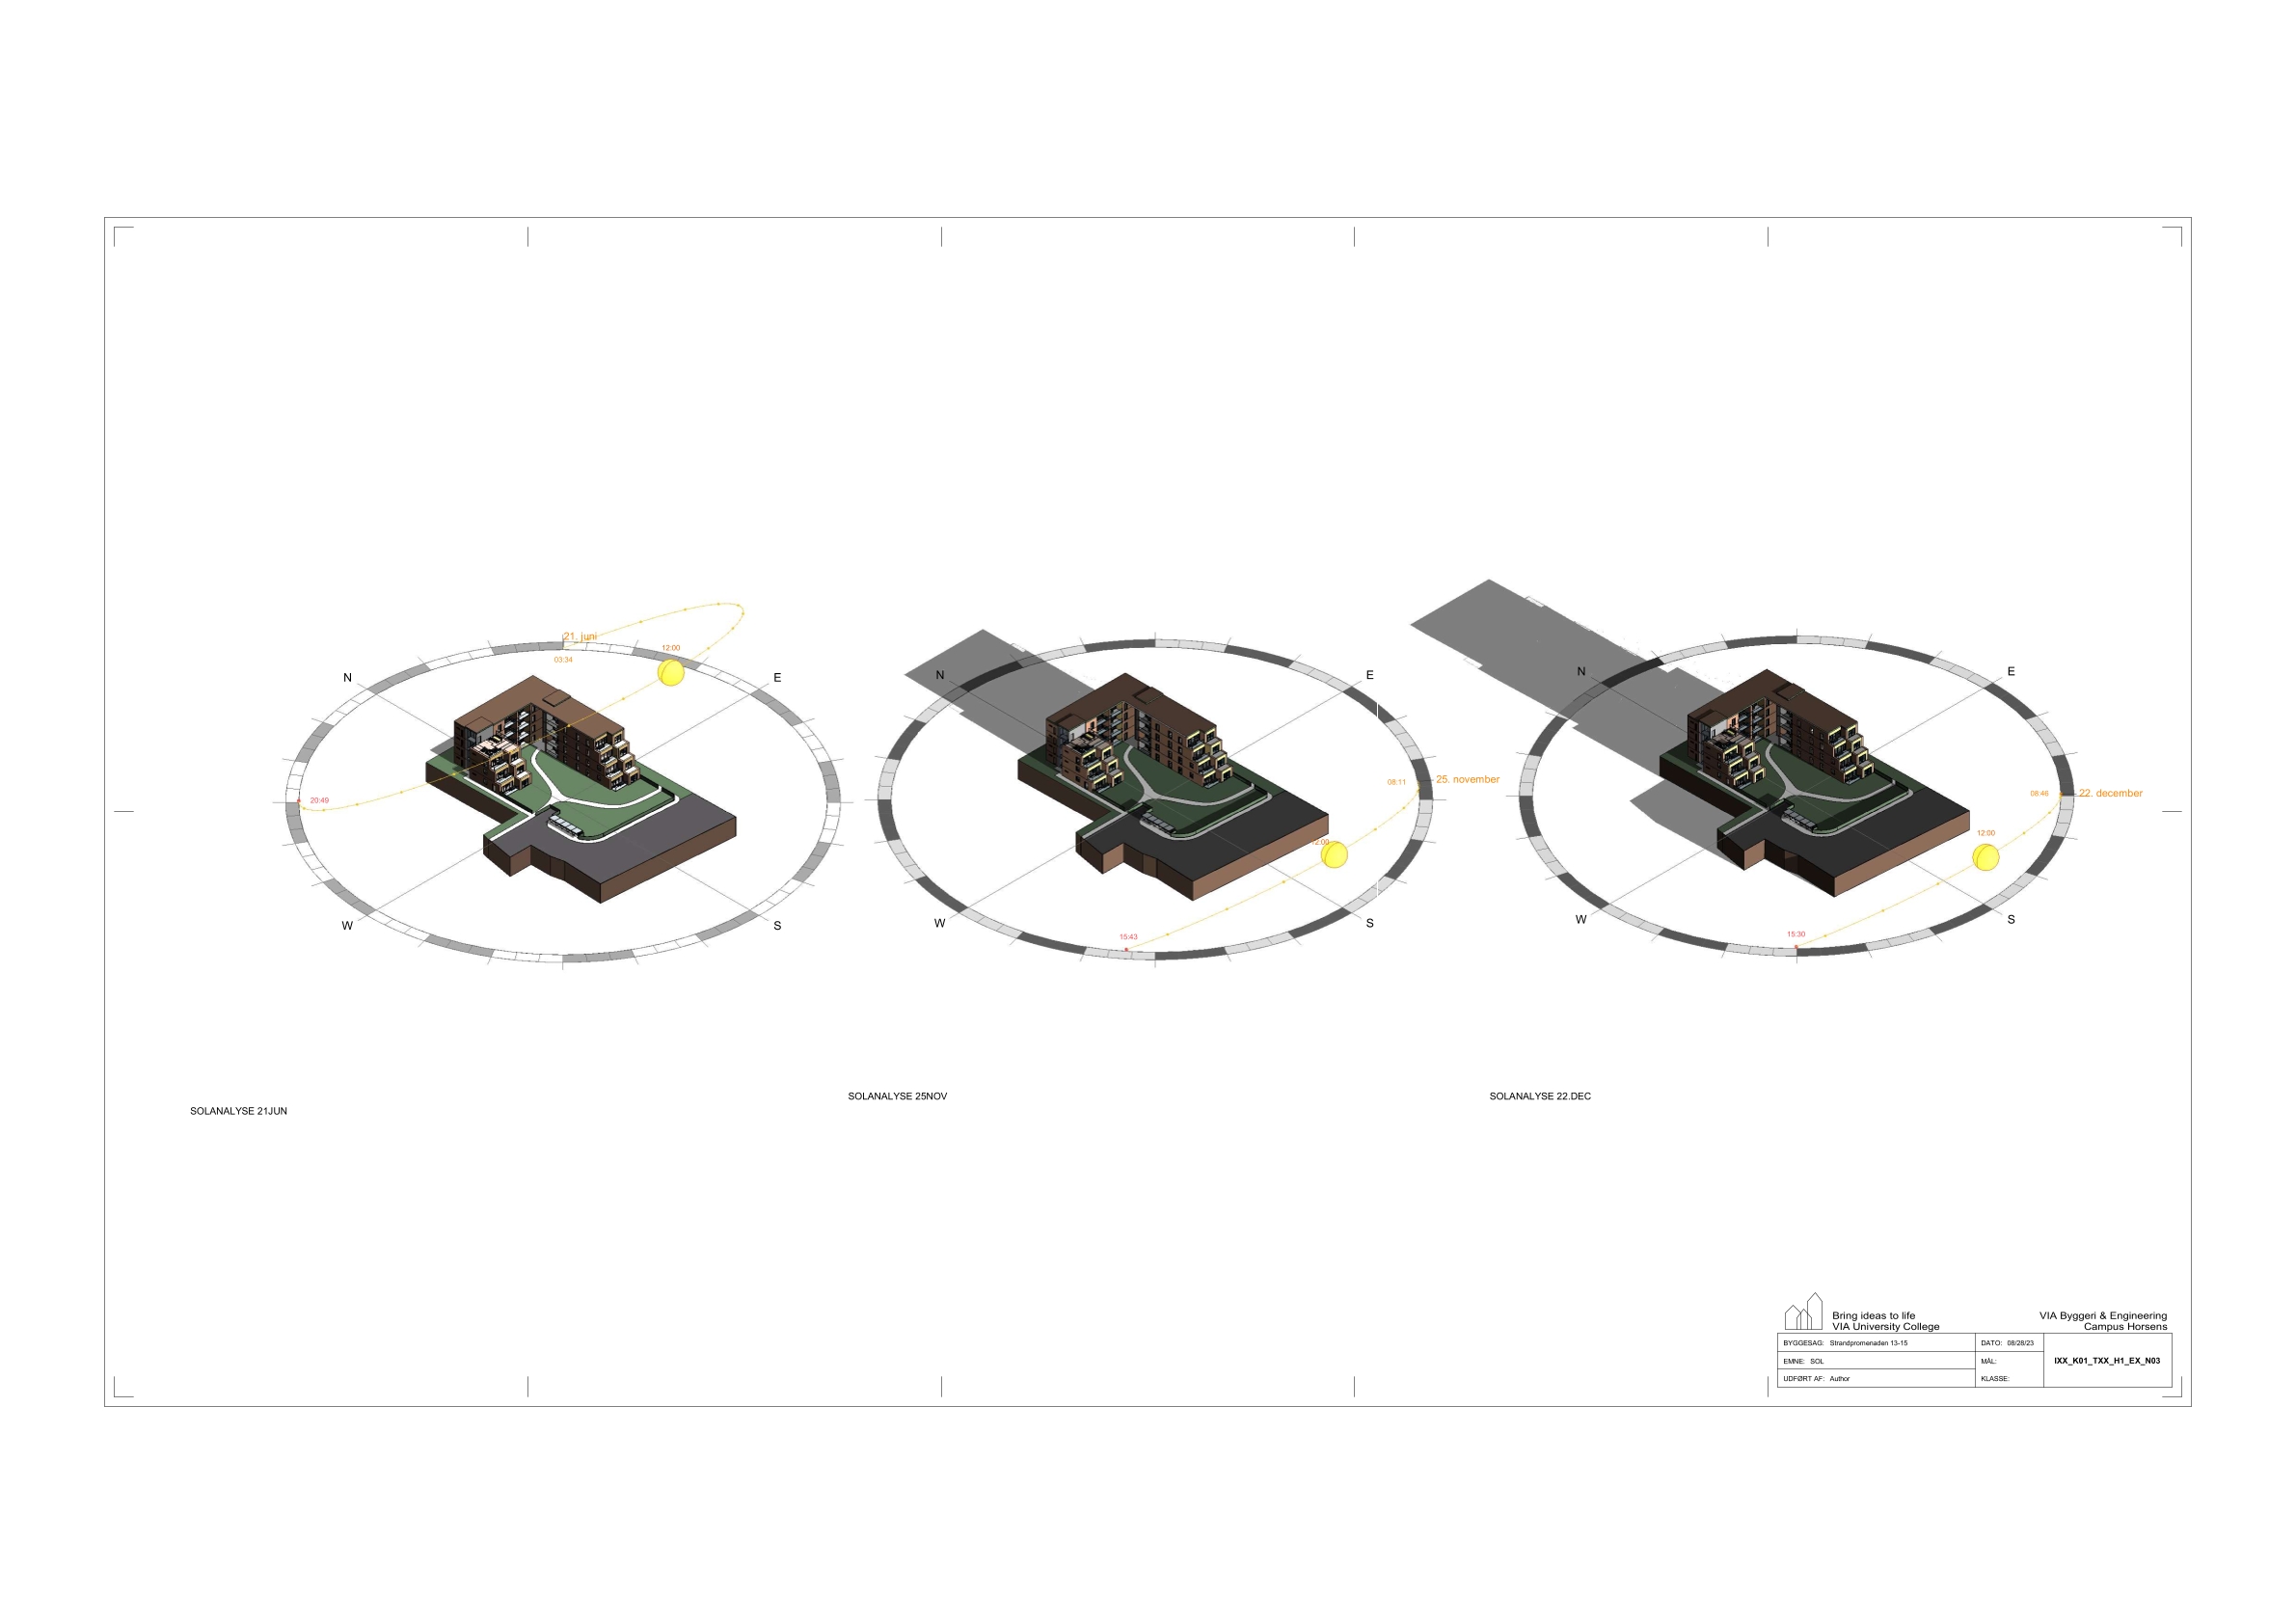 21. juni
12:00
03:34
N
E
20:49
W
S
SOLANALYSE 21JUN
N
E
08:11
25. november
15:43
W
S
SOLANALYSE 25NOV
N
E
08:46
22. december
12:00
15:30
W
S
SOLANALYSE 22.DEC
Bring ideas to life
VIA University College
VIA Byggeri & Engineering
Campus Horsens
BYGGESAG: Strandpromenaden 13-15
DATO: 08/28/23
EMNE: SOL
MÅL:
IXX_K01_TXX_H1_EX_N03
UDFØRT AF: Author
KLASSE: